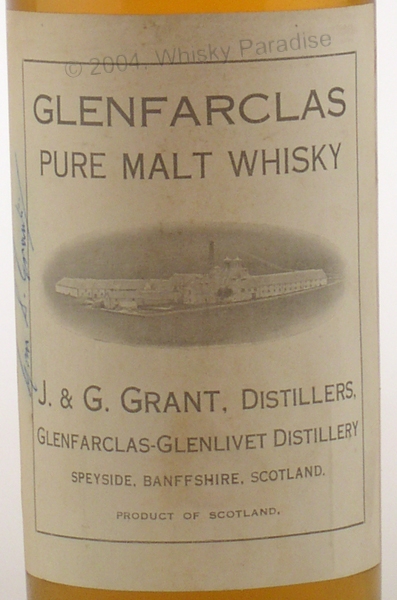 © 2004, Whisky Paradise
GLENFARCLAS
PURE MALT WHISKY
J. & G. GRANT, DISTILLERS,
GLENFARCLAS-GLENLIVET DISTILLERY
SPEYSIDE, BANFFSHIRE, SCOTLAND.
PRODUCT OF SCOTLAND.